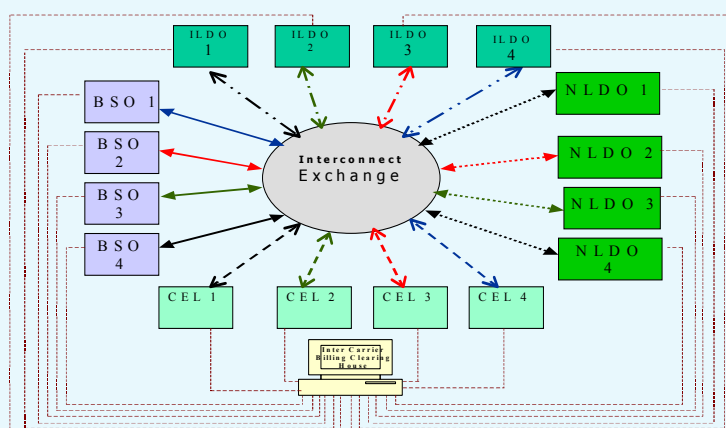 ILDO
1
ILDO
2
ILDO
3
ILDO
4
BSO 1
BSO
2
BSO
3
BSO
4
Interconnect
Exchange
NLDO 1
NLDO 2
NLDO 3
NLDO
4
CEL 1
CEL 2
CEL 3
CEL 4
Inter Carrier
Billing Clearing
House